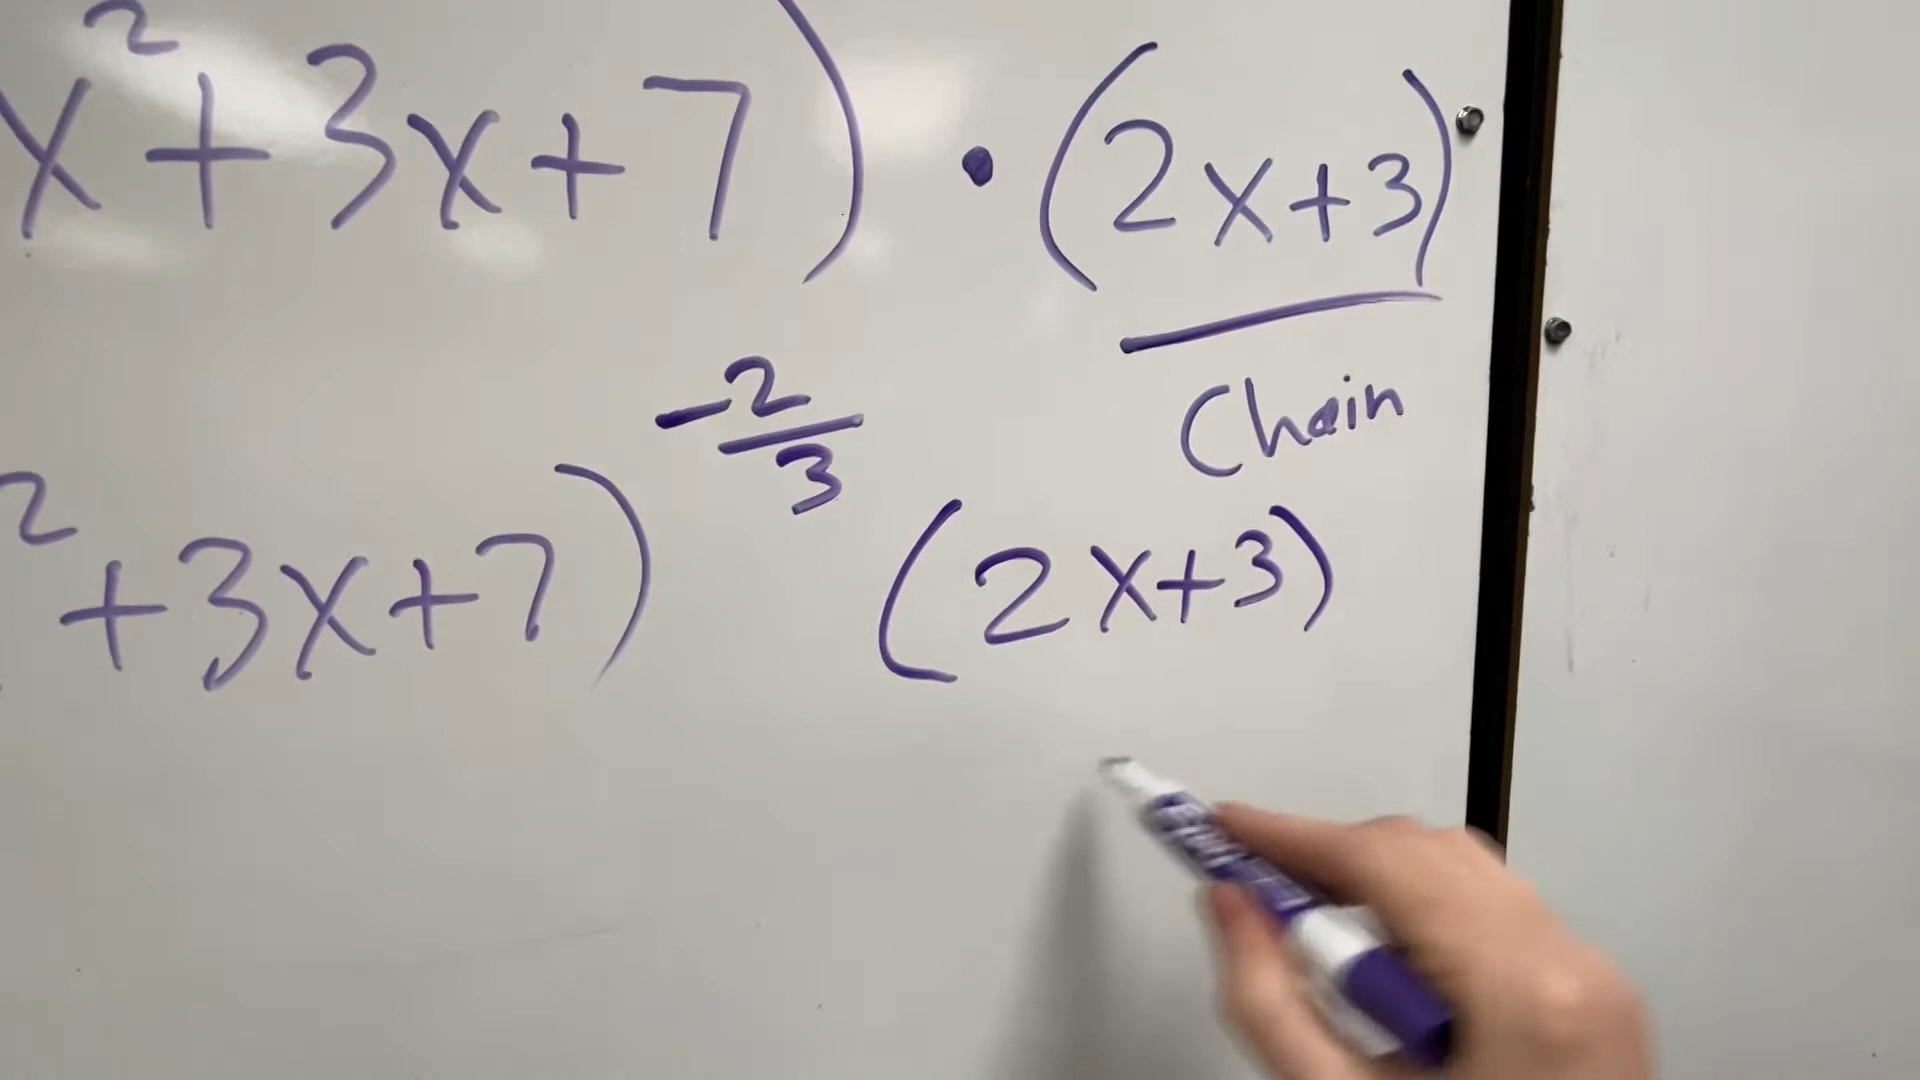 x² + 3x + 7) · (2x+3)
Chain
² + 3x + 7)^(-2/3) (2x+3)